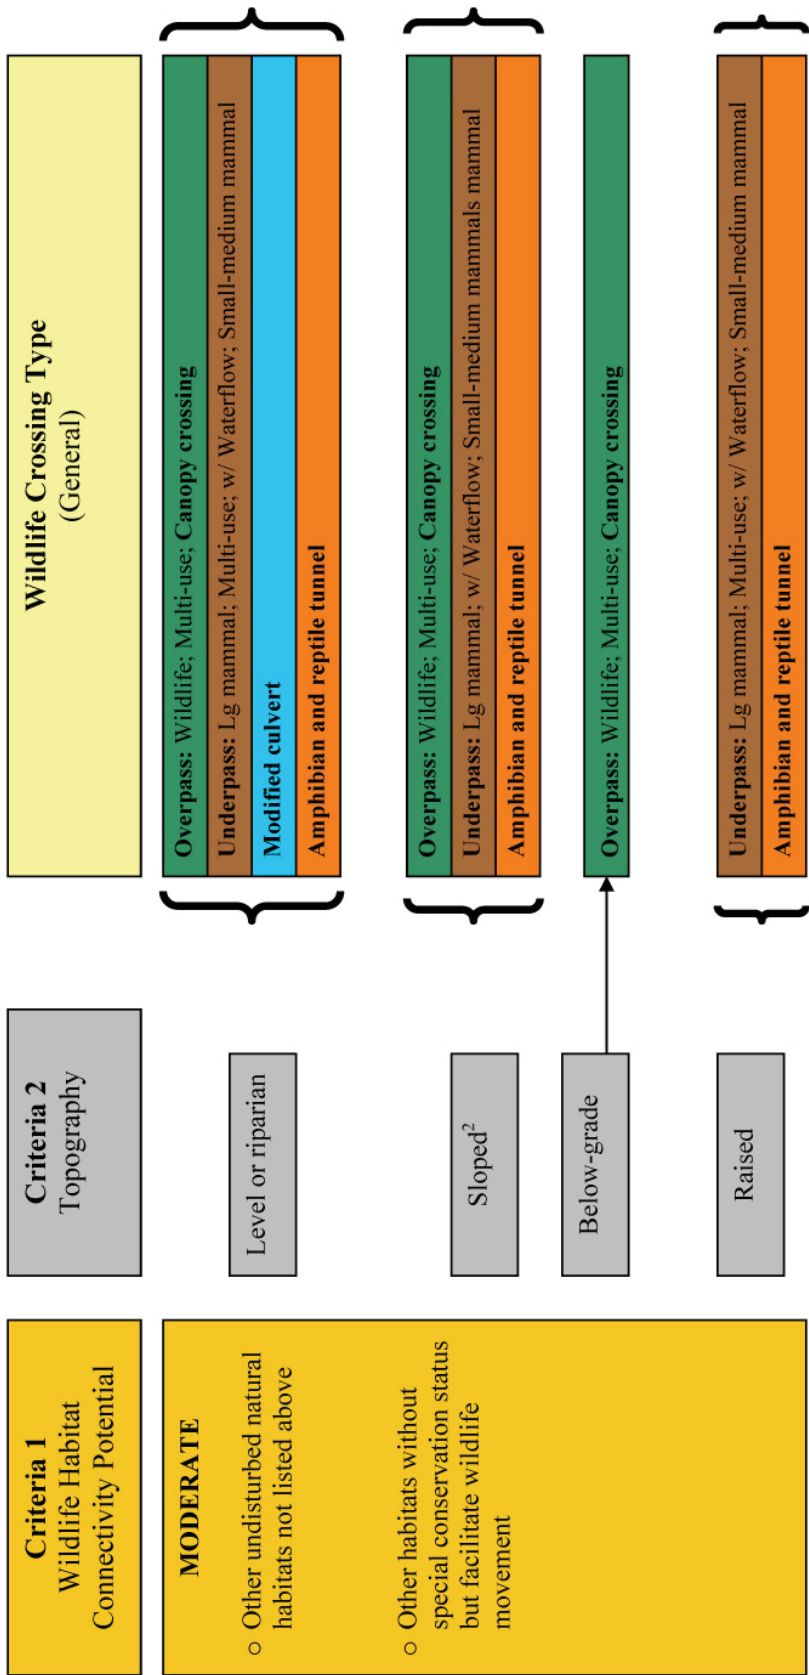 Criteria 1
Wildlife Habitat
Connectivity Potential
Criteria 2
Topography
Wildlife Crossing Type
(General)
MODERATE
○ Other undisturbed natural
habitats not listed above
○ Other habitats without
special conservation status
but facilitate wildlife
movement
Level or riparian
Overpass: Wildlife; Multi-use; Canopy crossing
Underpass: Lg mammal; Multi-use; w/ Waterflow; Small-medium mammal
Modified culvert
Amphibian and reptile tunnel
Sloped²
Overpass: Wildlife; Multi-use; Canopy crossing
Underpass: Lg mammal; w/ Waterflow; Small-medium mammals mammal
Amphibian and reptile tunnel
Below-grade
Overpass: Wildlife; Multi-use; Canopy crossing
Raised
Underpass: Lg mammal; Multi-use; w/ Waterflow; Small-medium mammal
Amphibian and reptile tunnel